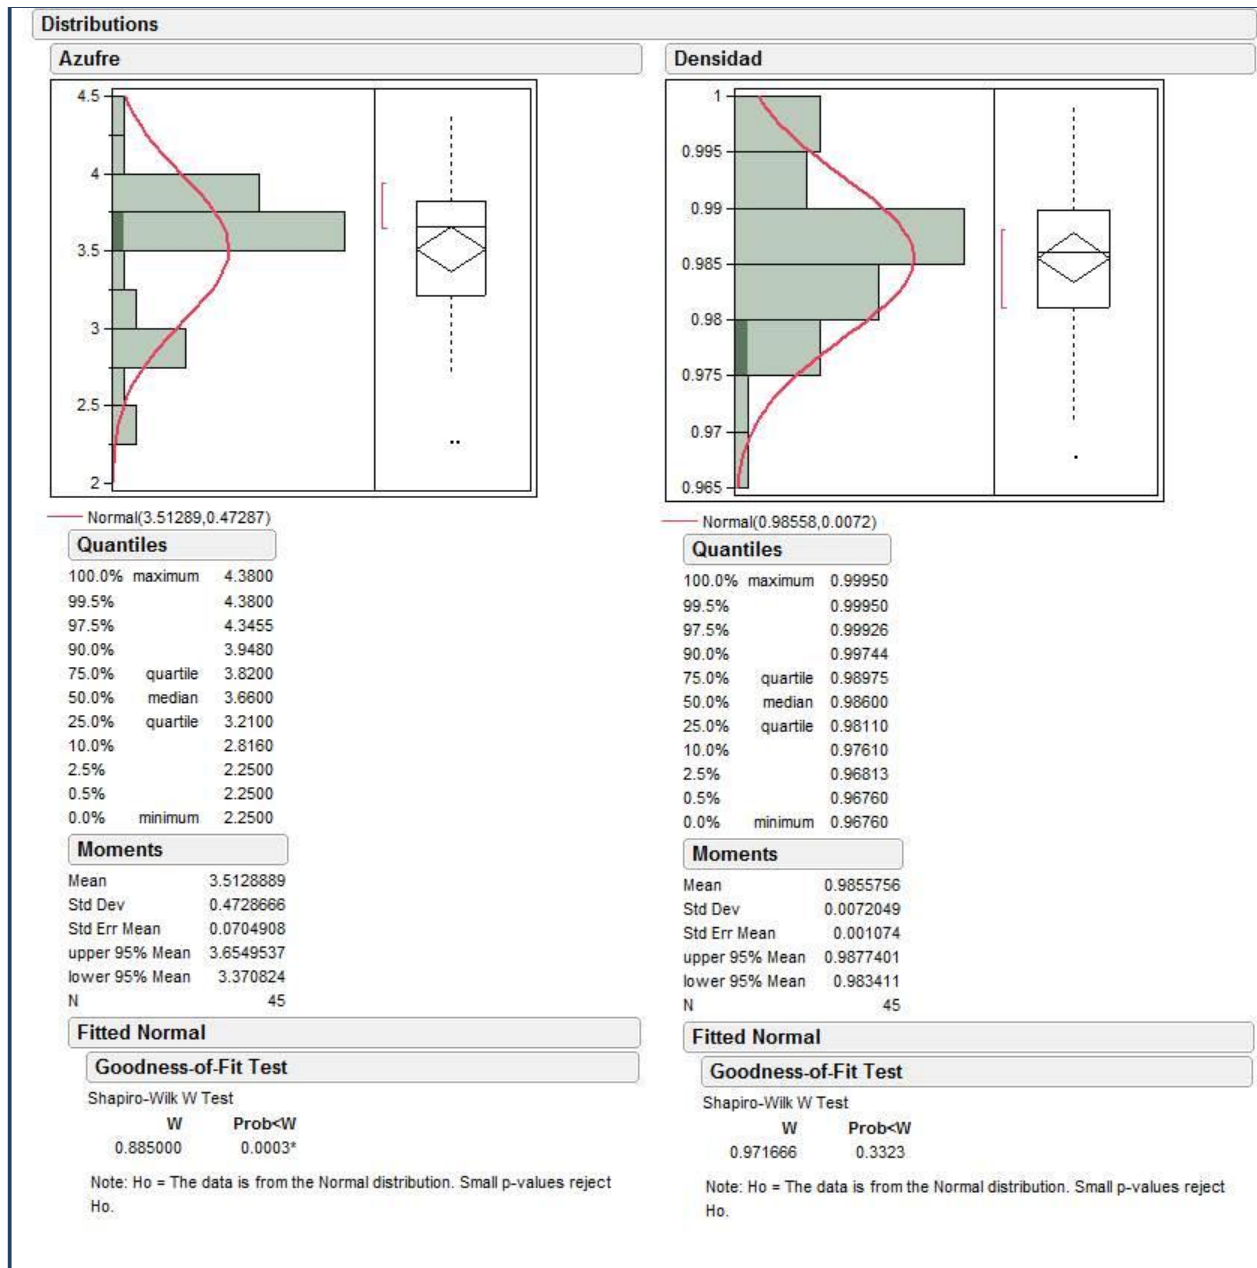 Distributions
Azufre
4.5
4
3.5
3
2.5
2
Normal(3.51289,0.47287)
Quantiles
100.0% maximum 4.3800
99.5% 4.3800
97.5% 4.3455
90.0% 3.9480
75.0% quartile 3.8200
50.0% median 3.6600
25.0% quartile 3.2100
10.0% 2.8160
2.5% 2.2500
0.5% 2.2500
0.0% minimum 2.2500
Moments
Mean 3.5128889
Std Dev 0.4728666
Std Err Mean 0.0704908
upper 95% Mean 3.6549537
lower 95% Mean 3.370824
N 45
Fitted Normal
Goodness-of-Fit Test
Shapiro-Wilk W Test
W Prob<W
0.885000 0.0003*
Note: Ho = The data is from the Normal distribution. Small p-values reject
Ho.
Densidad
1
0.995
0.99
0.985
0.98
0.975
0.97
0.965
Normal(0.98558,0.0072)
Quantiles
100.0% maximum 0.99950
99.5% 0.99950
97.5% 0.99926
90.0% 0.99744
75.0% quartile 0.98975
50.0% median 0.98600
25.0% quartile 0.98110
10.0% 0.97610
2.5% 0.96813
0.5% 0.96760
0.0% minimum 0.96760
Moments
Mean 0.9855756
Std Dev 0.0072049
Std Err Mean 0.001074
upper 95% Mean 0.9877401
lower 95% Mean 0.983411
N 45
Fitted Normal
Goodness-of-Fit Test
Shapiro-Wilk W Test
W Prob<W
0.971666 0.3323
Note: Ho = The data is from the Normal distribution. Small p-values reject
Ho.